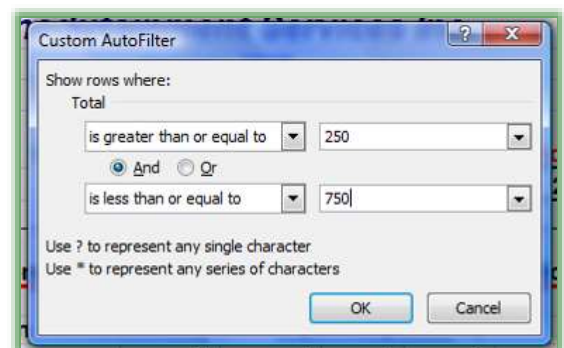 Custom AutoFilter
Show rows where:
Total
is greater than or equal to 250
And Or
is less than or equal to 750
Use ? to represent any single character
Use * to represent any series of characters
OK Cancel